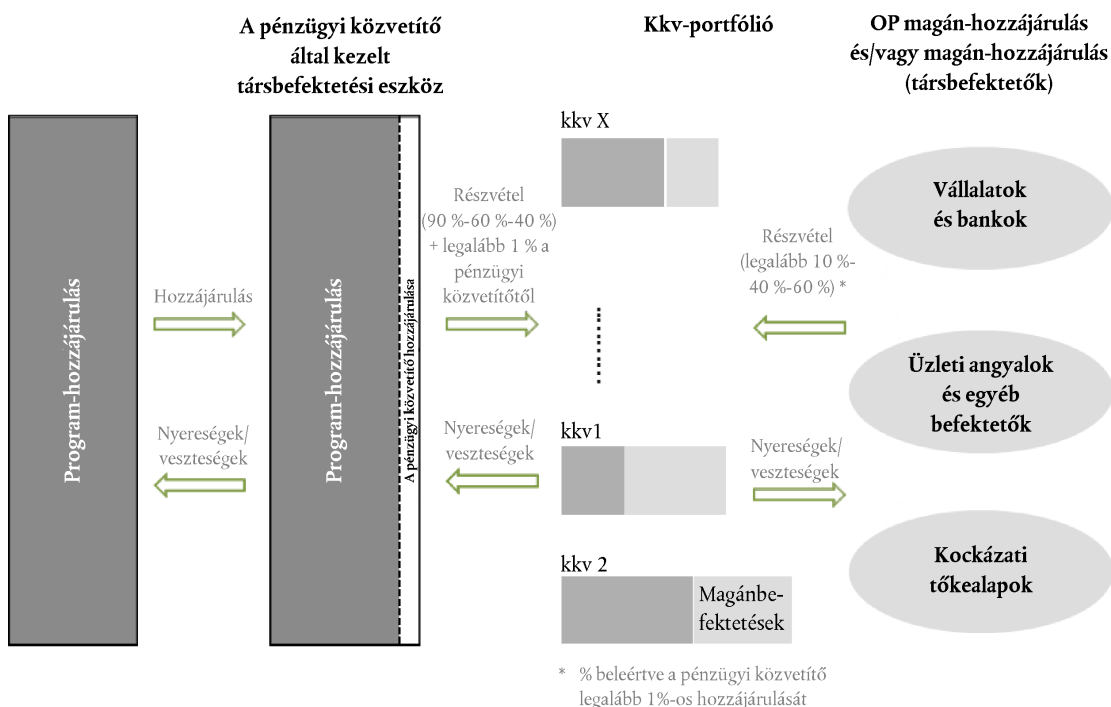 A pénzügyi közvetítő
által kezelt
társbefektetési eszköz
Kkv-portfólió
OP magán-hozzájárulás
és/vagy magán-hozzájárulás
(társbefektetők)
Program-hozzájárulás
Hozzájárulás
Nyereségek/
veszteségek
Program-hozzájárulás
A pénzügyi közvetítő hozzájárulása
Részvétel
(90 %-60 %-40 %)
+ legalább 1 % a
pénzügyi
közvetítőtől
Nyereségek/
veszteségek
kkv X
kkv1
kkv 2
Magánbe-
fektetések
Részvétel
(legalább 10 %-
40 %-60 %) *
Nyereségek/
veszteségek
Vállalatok
és bankok
Üzleti angyalok
és egyéb
befektetők
Kockázati
tőkealapok
* % beleértve a pénzügyi közvetítő
legalább 1%-os hozzájárulását